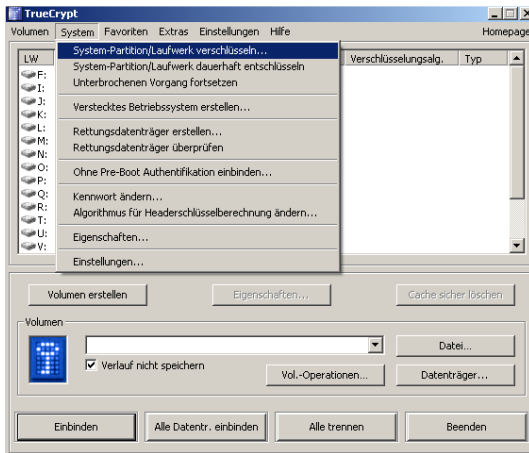 TrueCrypt
Volumen System Favoriten Extras Einstellungen Hilfe Homepage
LW Verschlüsselungsalg. Typ
System-Partition/Laufwerk verschlüsseln...
System-Partition/Laufwerk dauerhaft entschlüsseln
Unterbrochenen Vorgang fortsetzen
Verstecktes Betriebssystem erstellen...
Rettungsdatenträger erstellen...
Rettungsdatenträger überprüfen
Ohne Pre-Boot Authentifikation einbinden...
Kennwort ändern...
Algorithmus für Headerschlüsselberechnung ändern...
Eigenschaften...
Einstellungen...
F:
I:
J:
K:
L:
M:
N:
O:
P:
Q:
R:
T:
U:
V:
Volumen erstellen Eigenschaften... Cache sicher löschen
Volumen
Datei...
Verlauf nicht speichern
Vol.-Operationen... Datenträger...
Einbinden Alle Datentr. einbinden Alle trennen Beenden